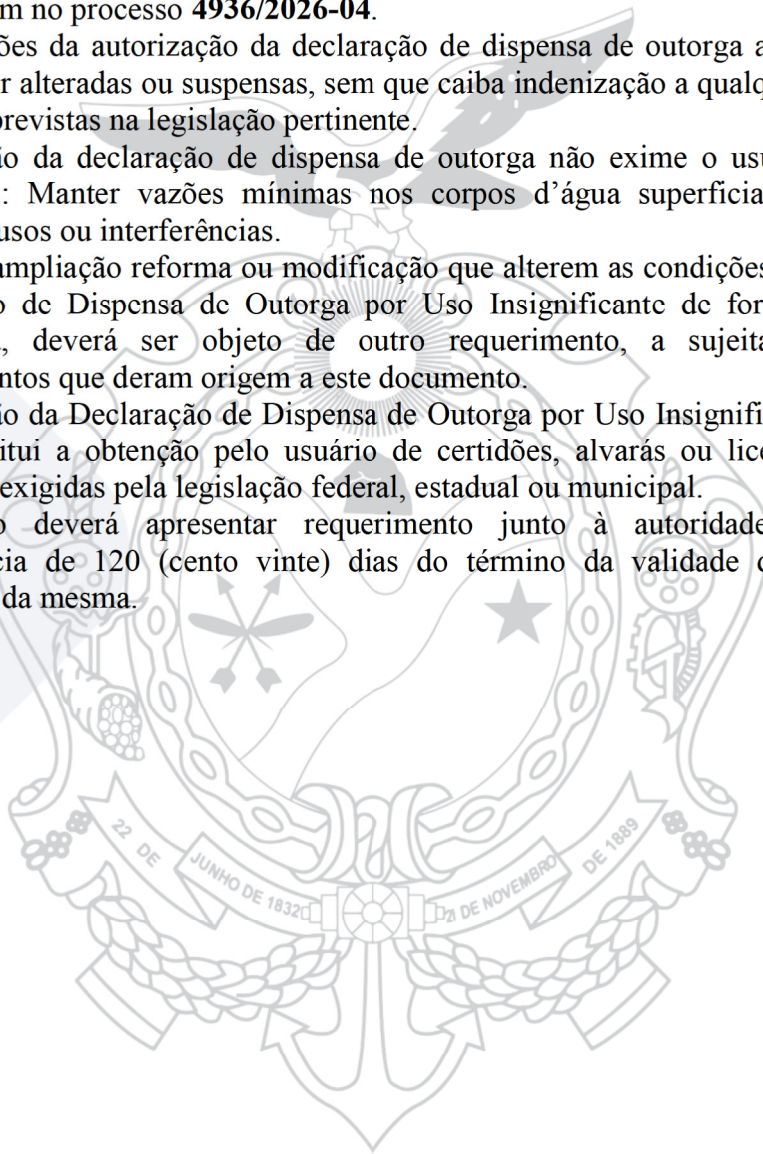 m no processo 4936/2026-04.
ões da autorização da declaração de dispensa de outorga a
r alteradas ou suspensas, sem que caiba indenização a qualq
previstas na legislação pertinente.
ão da declaração de dispensa de outorga não exime o usu
: Manter vazões mínimas nos corpos d’água superficia
usos ou interferências.
ampliação reforma ou modificação que alterem as condições
o de Dispensa de Outorga por Uso Insignificante de for
, deverá ser objeto de outro requerimento, a sujeita
ntos que deram origem a este documento.
ão da Declaração de Dispensa de Outorga por Uso Insignifi
itui a obtenção pelo usuário de certidões, alvarás ou lice
exigidas pela legislação federal, estadual ou municipal.
o deverá apresentar requerimento junto à autoridade
cia de 120 (cento vinte) dias do término da validade
da mesma.
22 DE JUNHO DE 1832
21 DE NOVEMBRO DE 1889